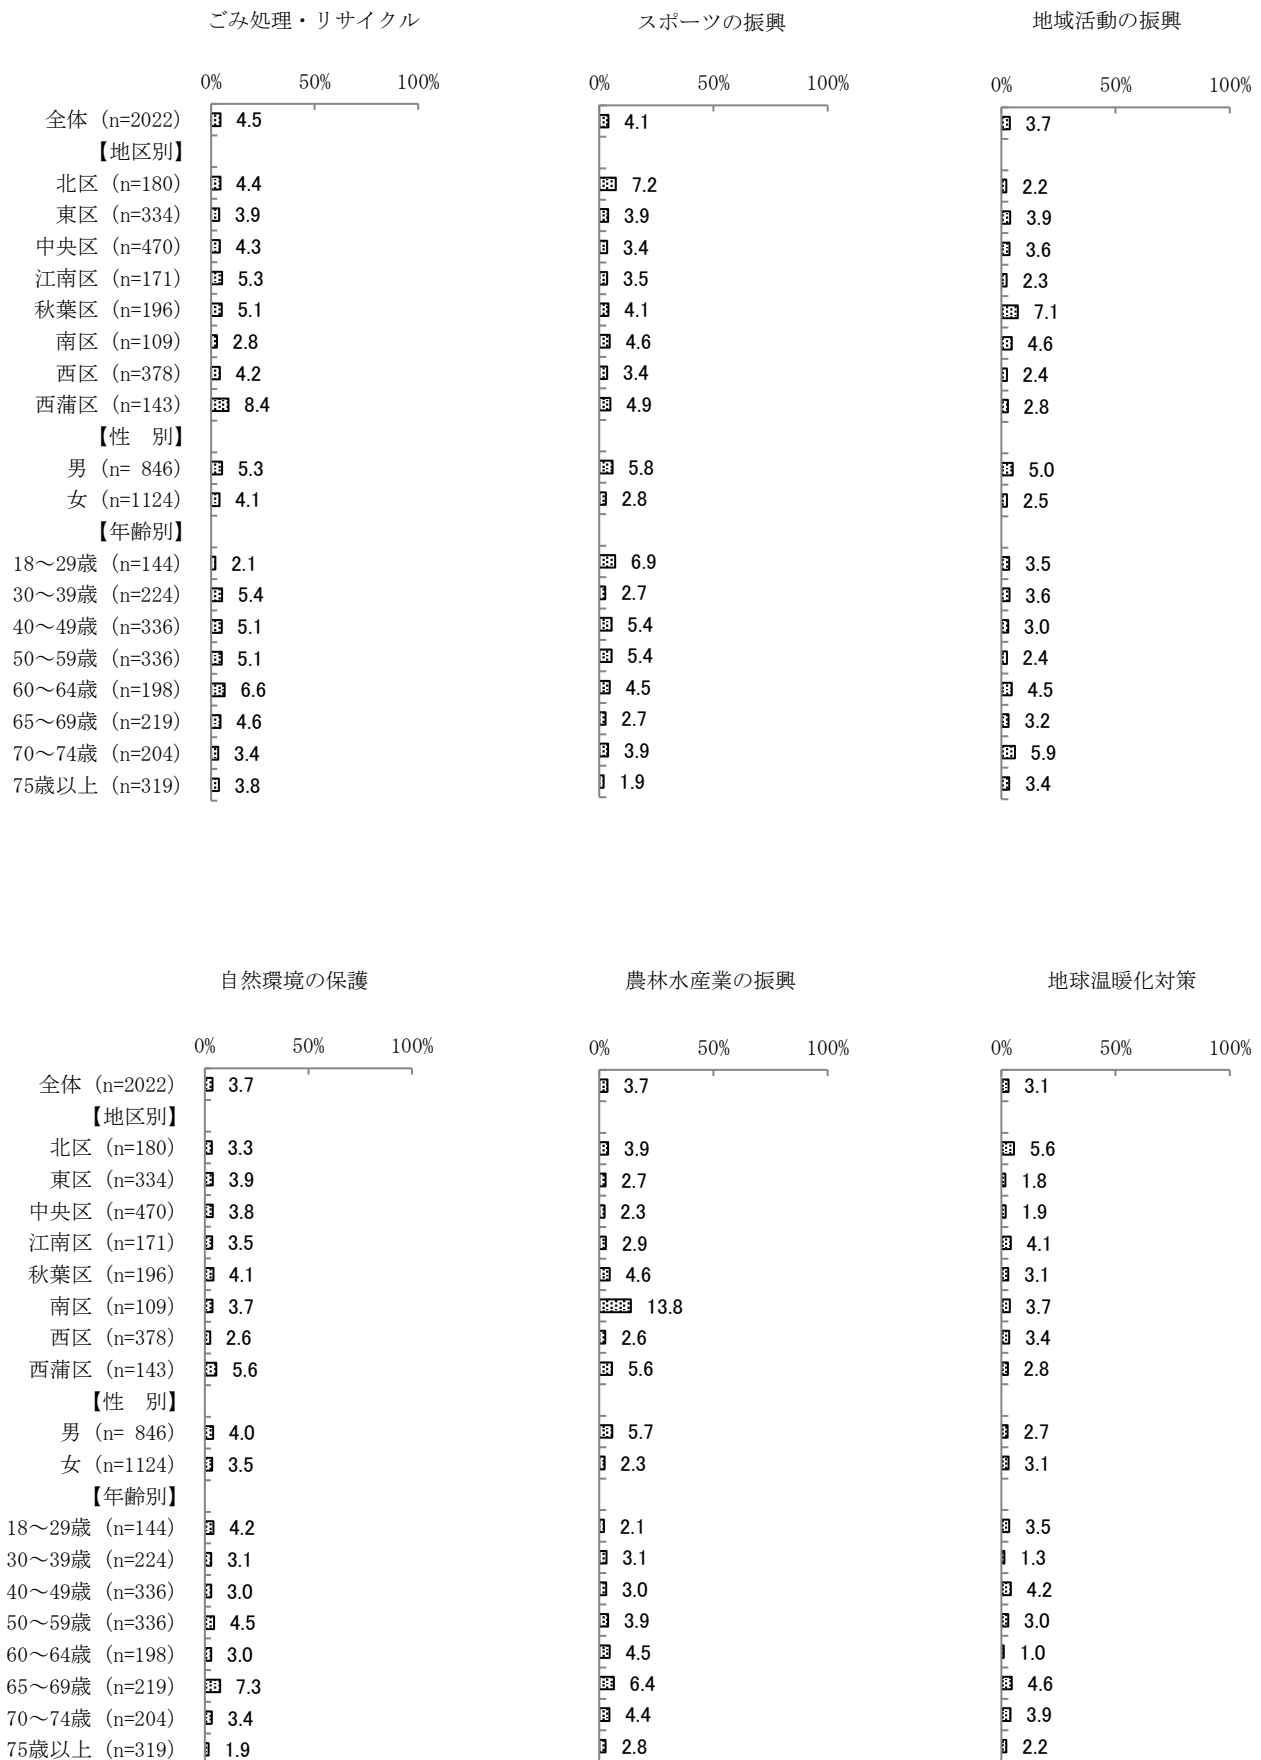 ごみ処理・リサイクル スポーツの振興 地域活動の振興
0% 50% 100% 0% 50% 100% 0% 50% 100%
全体 (n=2022) 4.5 4.1 3.7
【地区別】
北区 (n=180) 4.4 7.2 2.2
東区 (n=334) 3.9 3.9 3.9
中央区 (n=470) 4.3 3.4 3.6
江南区 (n=171) 5.3 3.5 2.3
秋葉区 (n=196) 5.1 4.1 7.1
南区 (n=109) 2.8 4.6 4.6
西区 (n=378) 4.2 3.4 2.4
西蒲区 (n=143) 8.4 4.9 2.8
【性　別】
男 (n= 846) 5.3 5.8 5.0
女 (n=1124) 4.1 2.8 2.5
【年齢別】
18～29歳 (n=144) 2.1 6.9 3.5
30～39歳 (n=224) 5.4 2.7 3.6
40～49歳 (n=336) 5.1 5.4 3.0
50～59歳 (n=336) 5.1 5.4 2.4
60～64歳 (n=198) 6.6 4.5 4.5
65～69歳 (n=219) 4.6 2.7 3.2
70～74歳 (n=204) 3.4 3.9 5.9
75歳以上 (n=319) 3.8 1.9 3.4
自然環境の保護 農林水産業の振興 地球温暖化対策
0% 50% 100% 0% 50% 100% 0% 50% 100%
全体 (n=2022) 3.7 3.7 3.1
【地区別】
北区 (n=180) 3.3 3.9 5.6
東区 (n=334) 3.9 2.7 1.8
中央区 (n=470) 3.8 2.3 1.9
江南区 (n=171) 3.5 2.9 4.1
秋葉区 (n=196) 4.1 4.6 3.1
南区 (n=109) 3.7 13.8 3.7
西区 (n=378) 2.6 2.6 3.4
西蒲区 (n=143) 5.6 5.6 2.8
【性　別】
男 (n= 846) 4.0 5.7 2.7
女 (n=1124) 3.5 2.3 3.1
【年齢別】
18～29歳 (n=144) 4.2 2.1 3.5
30～39歳 (n=224) 3.1 3.1 1.3
40～49歳 (n=336) 3.0 3.0 4.2
50～59歳 (n=336) 4.5 3.9 3.0
60～64歳 (n=198) 3.0 4.5 1.0
65～69歳 (n=219) 7.3 6.4 4.6
70～74歳 (n=204) 3.4 4.4 3.9
75歳以上 (n=319) 1.9 2.8 2.2